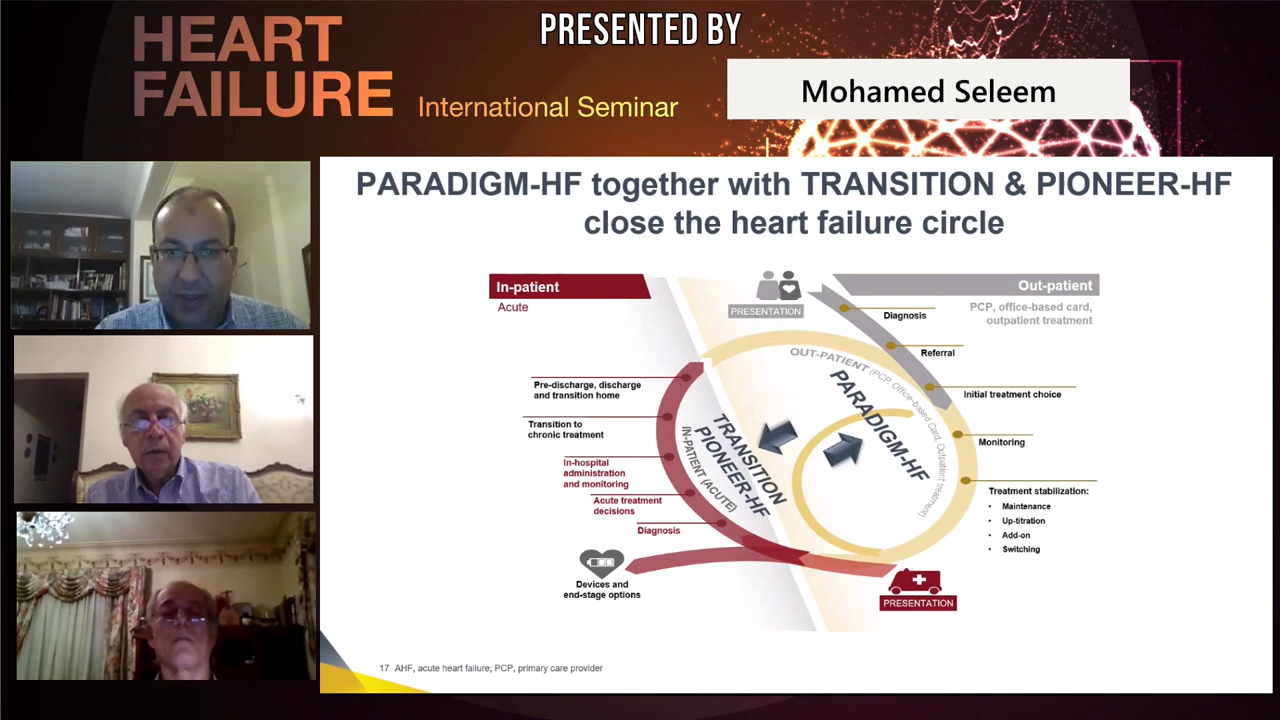 PRESENTED BY
HEART
FAILURE
International Seminar
Mohamed Seleem
PARADIGM-HF together with TRANSITION & PIONEER-HF
close the heart failure circle
In-patient
Acute
PRESENTATION
Out-patient
PCP, office-based card,
outpatient treatment
Diagnosis
Referral
Initial treatment choice
Monitoring
Treatment stabilization:
• Maintenance
• Up-titration
• Add-on
• Switching
OUT-PATIENT (PCP, Office-based Card, Outpatient treatment)
PARADIGM-HF
TRANSITION
PIONEER-HF
IN-PATIENT (ACUTE)
Pre-discharge, discharge
and transition home
Transition to
chronic treatment
In-hospital
administration
and monitoring
Acute treatment
decisions
Diagnosis
Devices and
end-stage options
PRESENTATION
17 AHF, acute heart failure; PCP, primary care provider